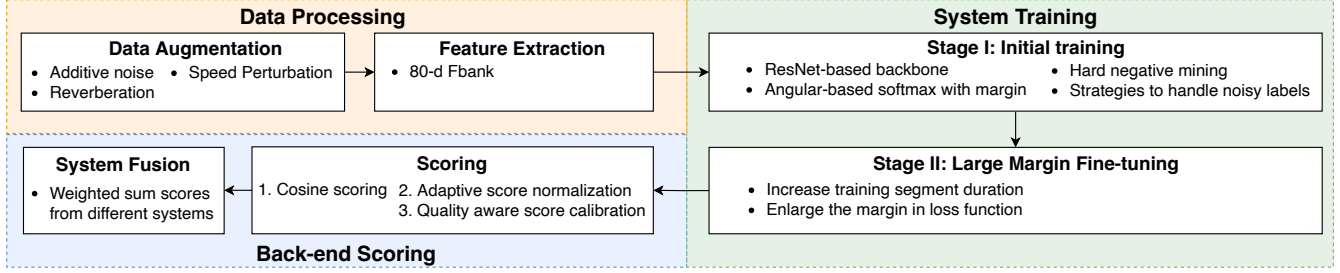 Data Processing
Data Augmentation
• Additive noise • Speed Perturbation
• Reverberation
Feature Extraction
• 80-d Fbank
System Training
Stage I: Initial training
• ResNet-based backbone • Hard negative mining
• Angular-based softmax with margin • Strategies to handle noisy labels
Stage II: Large Margin Fine-tuning
• Increase training segment duration
• Enlarge the margin in loss function
Scoring
1. Cosine scoring 2. Adaptive score normalization
3. Quality aware score calibration
System Fusion
• Weighted sum scores
from different systems
Back-end Scoring